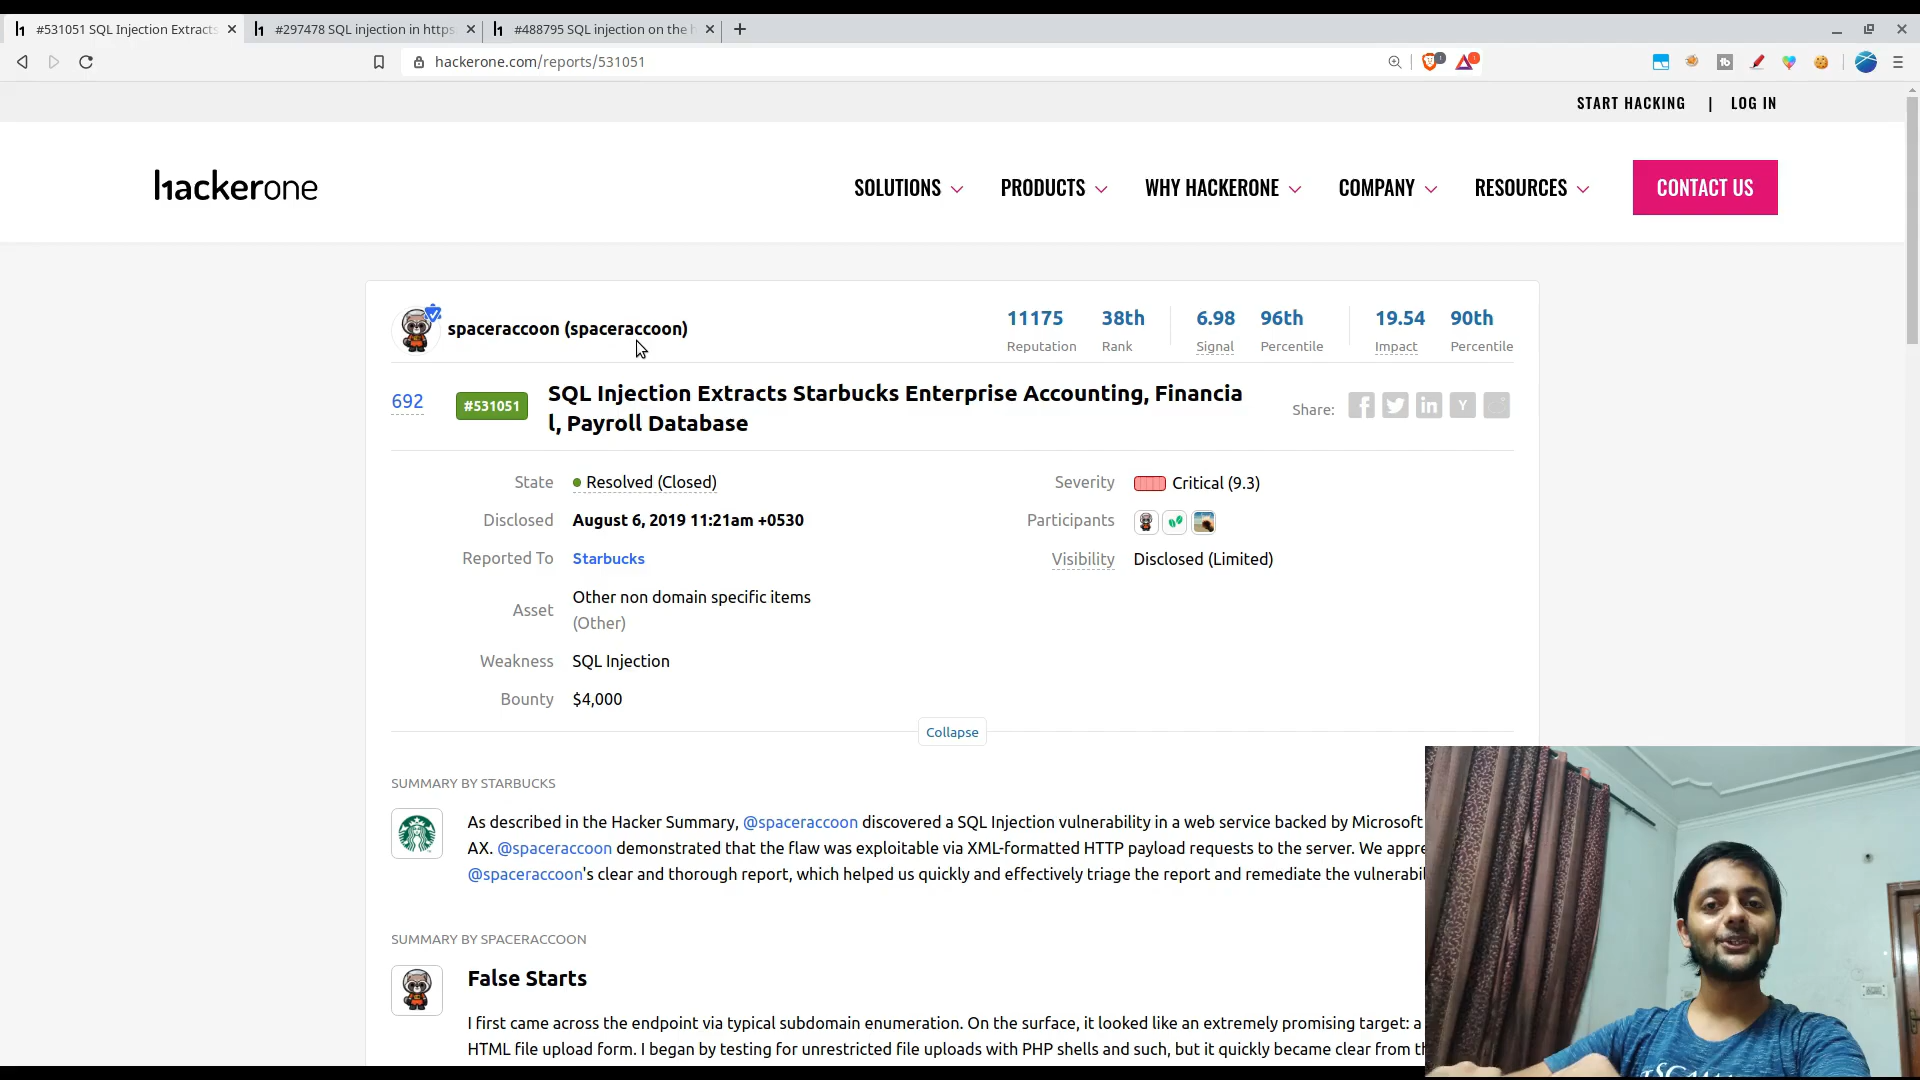 #531051 SQL Injection Extracts
#297478 SQL injection in https:
#488795 SQL injection on the h
hackerone.com/reports/531051
START HACKING | LOG IN
hackerone
SOLUTIONS
PRODUCTS
WHY HACKERONE
COMPANY
RESOURCES
CONTACT US
spaceraccoon (spaceraccoon)
11175 38th 6.98 96th 19.54 90th
Reputation Rank Signal Percentile Impact Percentile
692 #531051 SQL Injection Extracts Starbucks Enterprise Accounting, Financia
l, Payroll Database
Share:
State Resolved (Closed)
Severity Critical (9.3)
Disclosed August 6, 2019 11:21am +0530
Participants
Reported To Starbucks
Visibility Disclosed (Limited)
Asset Other non domain specific items
(Other)
Weakness SQL Injection
Bounty $4,000
Collapse
SUMMARY BY STARBUCKS
As described in the Hacker Summary, @spaceraccoon discovered a SQL Injection vulnerability in a web service backed by Microsoft
AX. @spaceraccoon demonstrated that the flaw was exploitable via XML-formatted HTTP payload requests to the server. We appre
@spaceraccoon's clear and thorough report, which helped us quickly and effectively triage the report and remediate the vulnerabil
SUMMARY BY SPACERACCOON
False Starts
I first came across the endpoint via typical subdomain enumeration. On the surface, it looked like an extremely promising target: a
HTML file upload form. I began by testing for unrestricted file uploads with PHP shells and such, but it quickly became clear from th